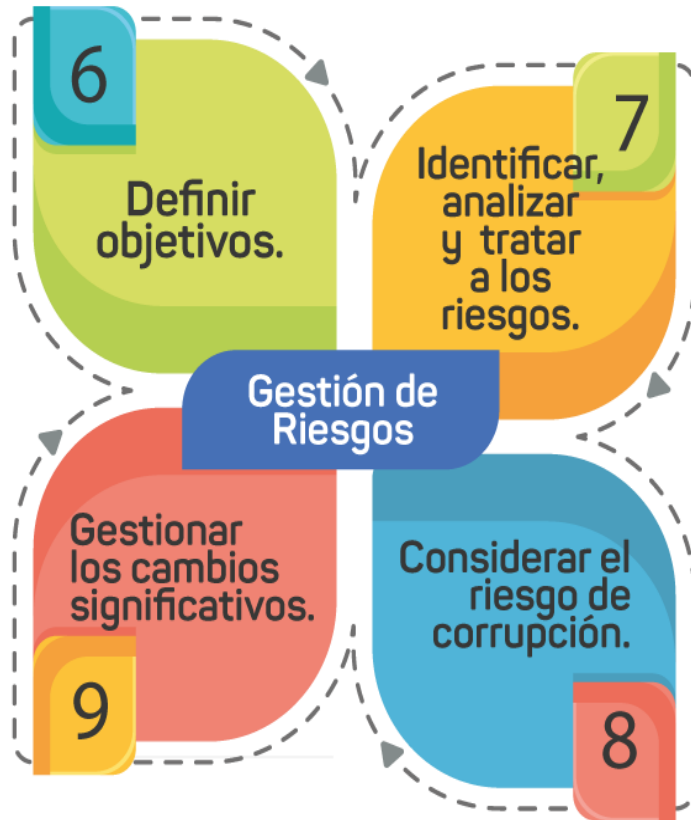 6
Definir
objetivos.
7
Identificar,
analizar
y tratar
a los
riesgos.
Gestión de
Riesgos
Gestionar
los cambios
significativos.
9
Considerar el
riesgo de
corrupción.
8